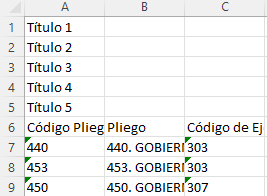 A B C
1 Título 1
2 Título 2
3 Título 3
4 Título 4
5 Título 5
6 Código Plieg Pliego Código de Ej
7 440 440. GOBIERI 303
8 453 453. GOBIERI 303
9 450 450. GOBIERI 307